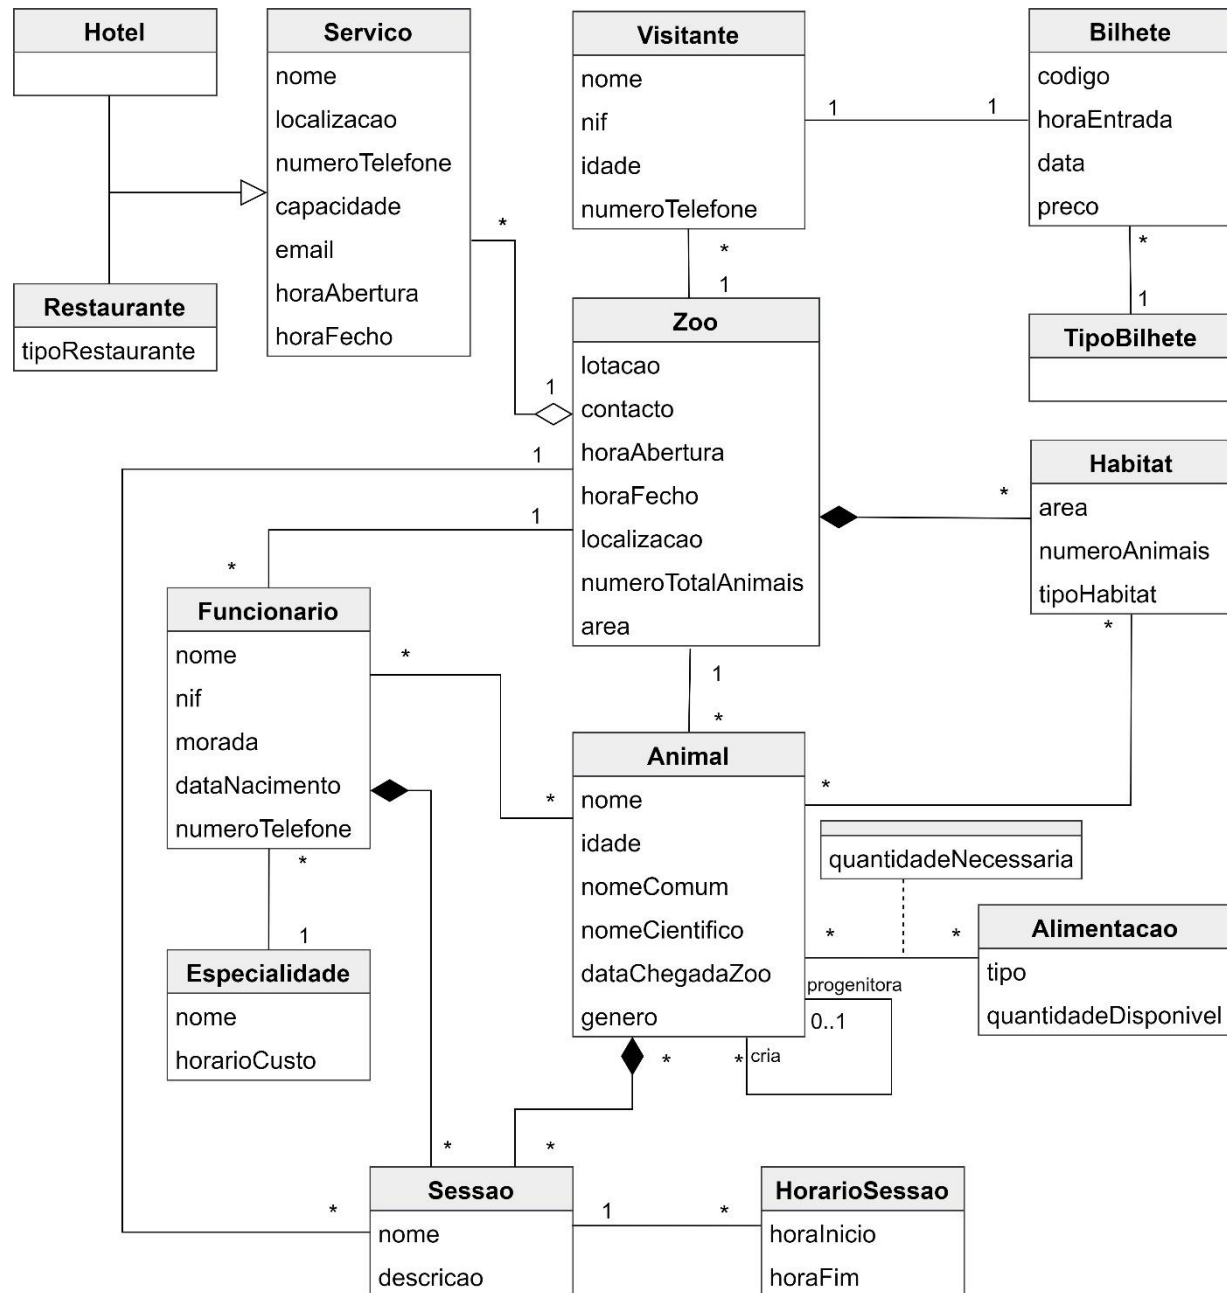 Hotel
Servico
nome
localizacao
numeroTelefone
capacidade
email
horaAbertura
horaFecho
*
Restaurante
tipoRestaurante
Visitante
nome
nif
idade
numeroTelefone
1
1
Bilhete
codigo
horaEntrada
data
preco
*
1
TipoBilhete
*
1
Zoo
lotacao
contacto
horaAbertura
horaFecho
localizacao
numeroTotalAnimais
area
1
1
1
*
Habitat
area
numeroAnimais
tipoHabitat
*
*
Funcionario
nome
nif
morada
dataNacimento
numeroTelefone
*
*
*
1
Especialidade
nome
horarioCusto
1
*
Animal
nome
idade
nomeComum
nomeCientifico
dataChegadaZoo
genero
*
quantidadeNecessaria
*
*
Alimentacao
tipo
quantidadeDisponivel
progenitora
0..1
*
*
cria
*
*
*
Sessao
nome
descricao
1
*
HorarioSessao
horaInicio
horaFim